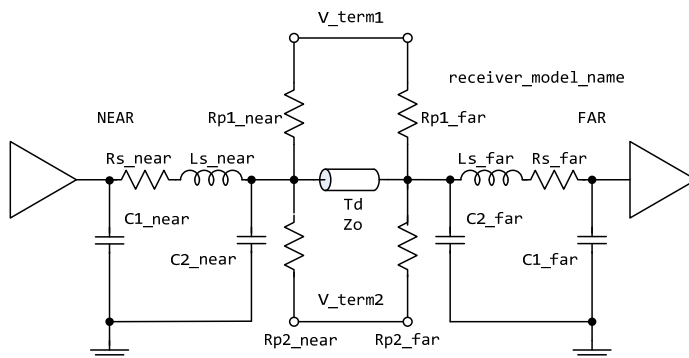 V_term1
receiver_model_name
NEAR
Rp1_near
Rp1_far
FAR
Rs_near
Ls_near
Ls_far
Rs_far
Td
Zo
C1_near
C2_far
C2_near
C1_far
V_term2
Rp2_near
Rp2_far